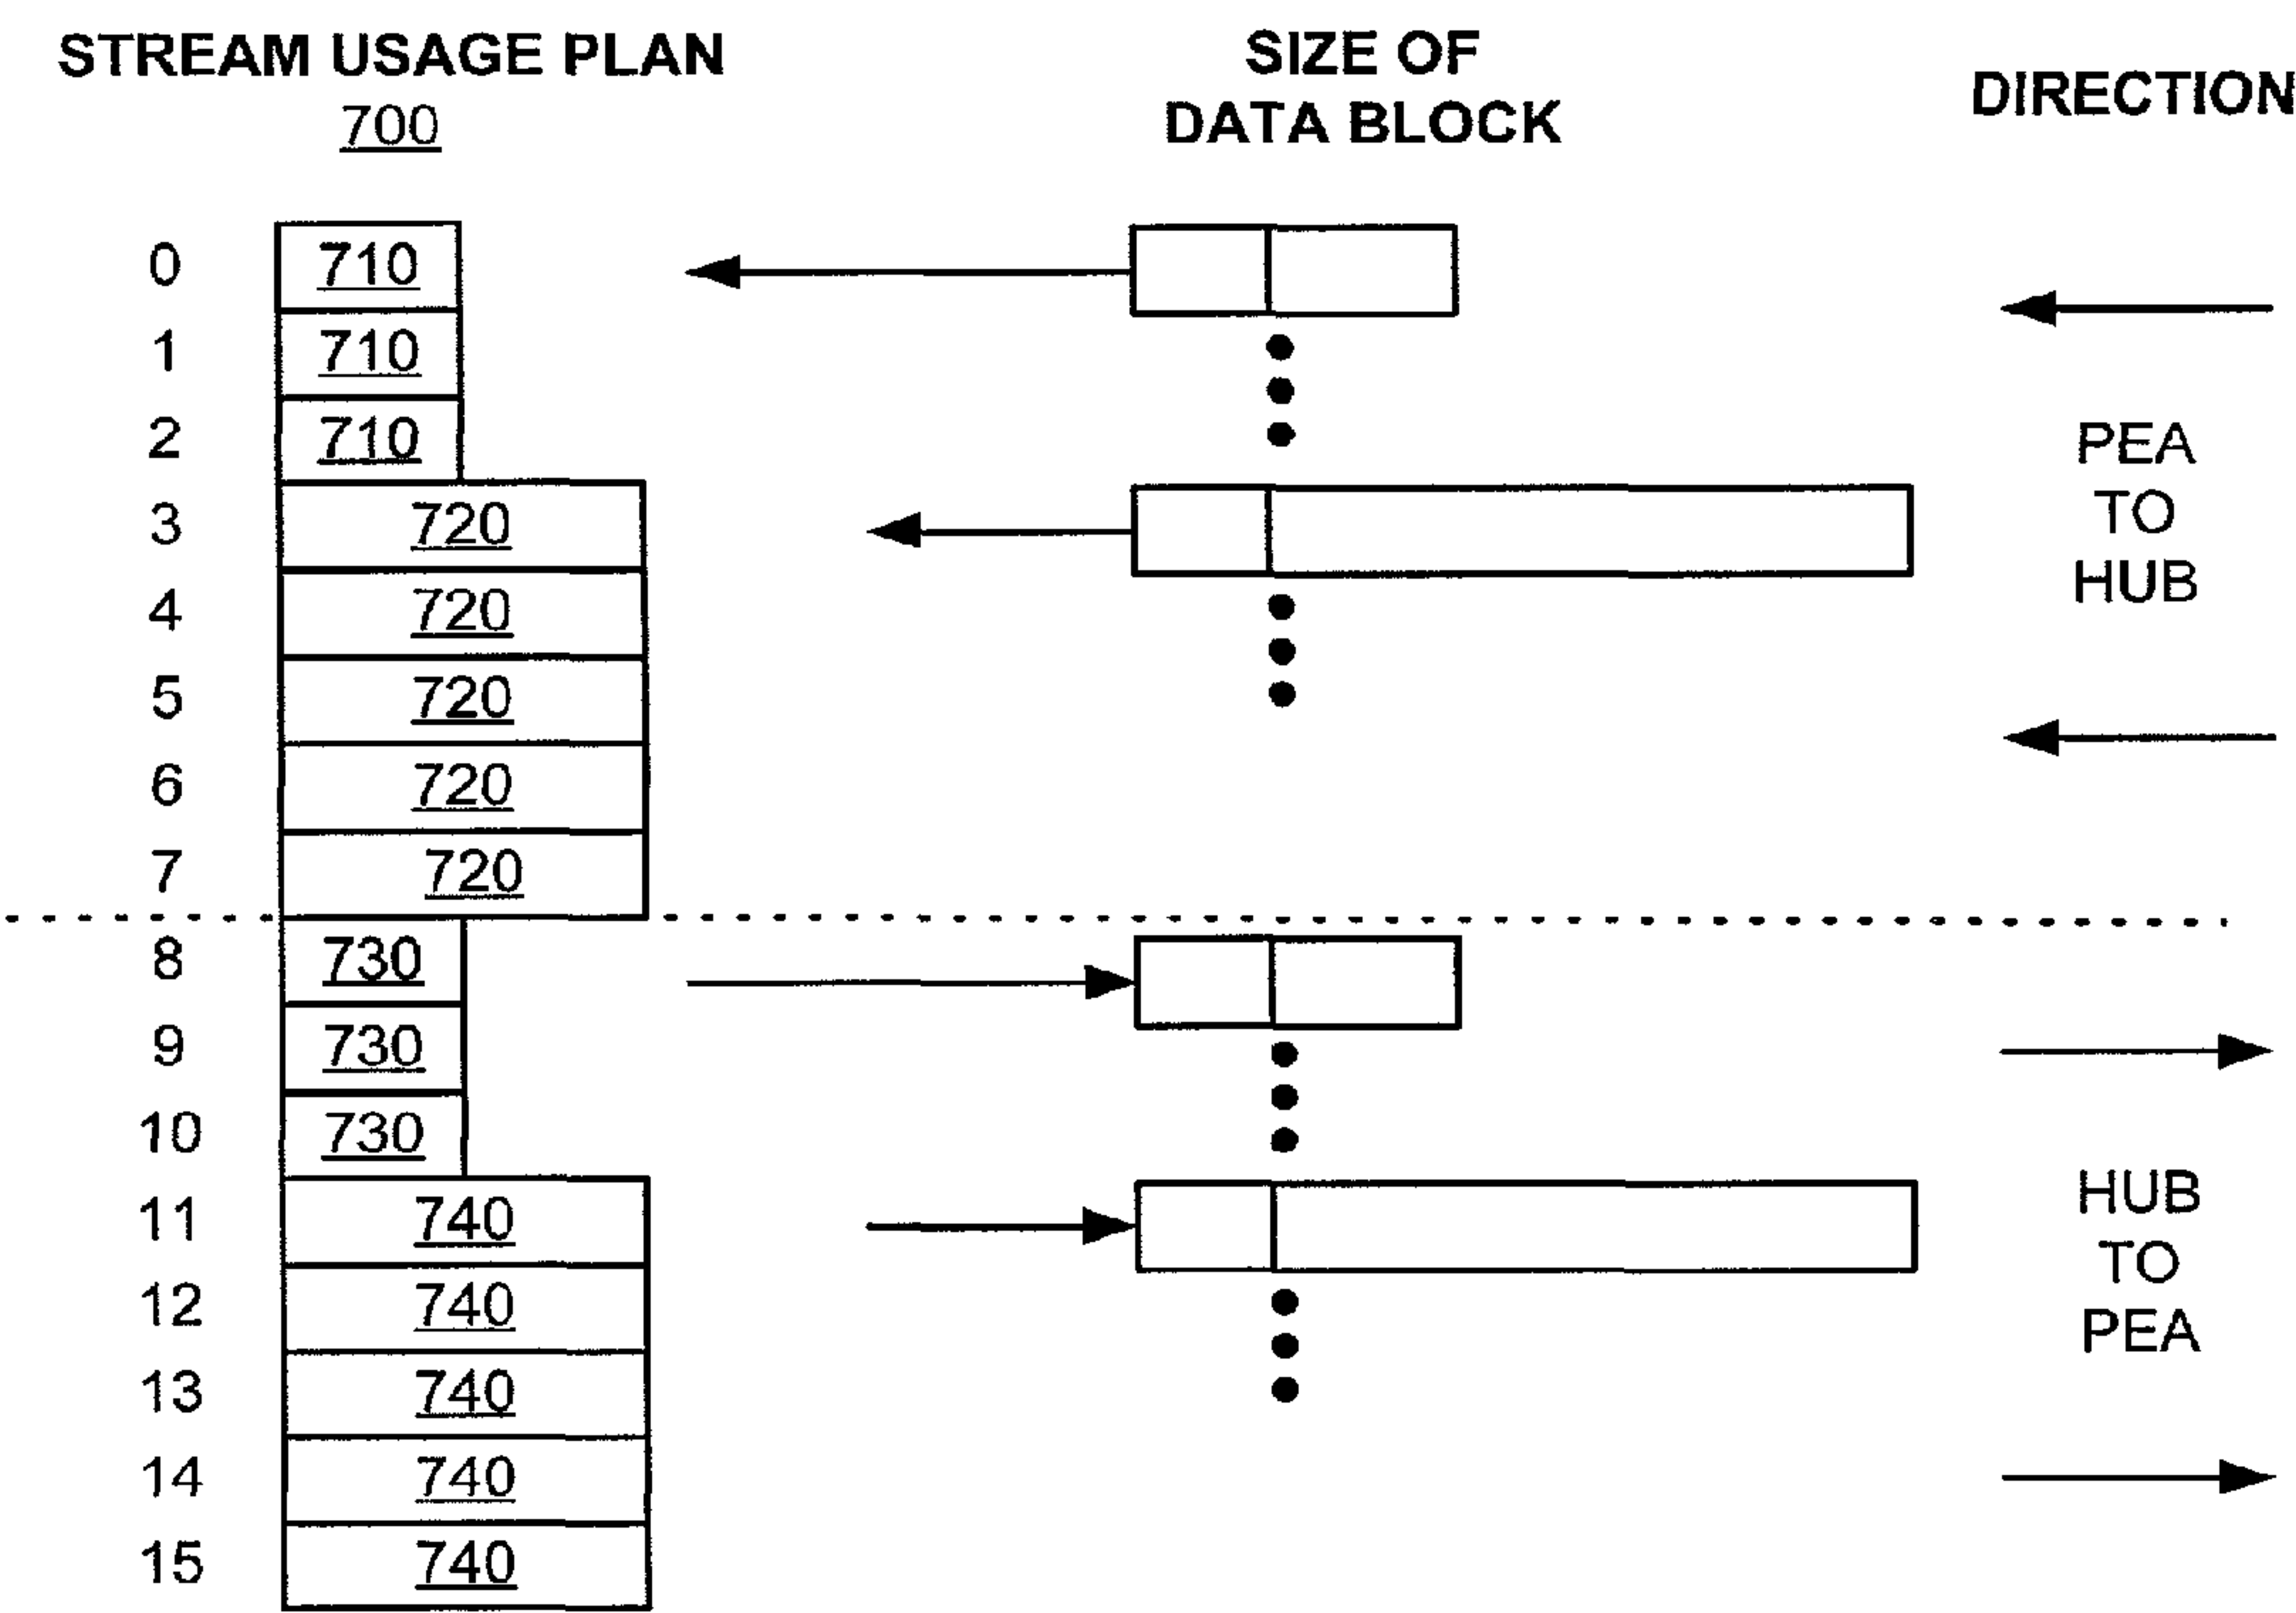 STREAM USAGE PLAN
700
SIZE OF
DATA BLOCK
DIRECTION
0 710
1 710
2 710
3 720
4 720
5 720
6 720
7 720
PEA
TO
HUB
8 730
9 730
10 730
11 740
12 740
13 740
14 740
15 740
HUB
TO
PEA